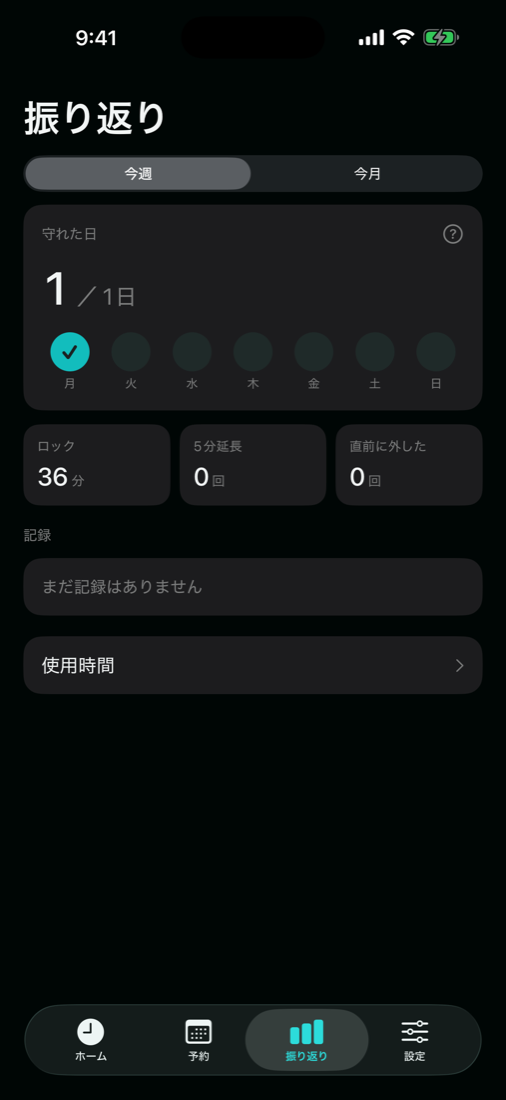 9:41
振り返り
今週
今月
守れた日
?
1 / 1日
月 火 水 木 金 土 日
ロック
36 分
5分延長
0 回
直前に外した
0 回
記録
まだ記録はありません
使用時間
ホーム
予約
振り返り
設定